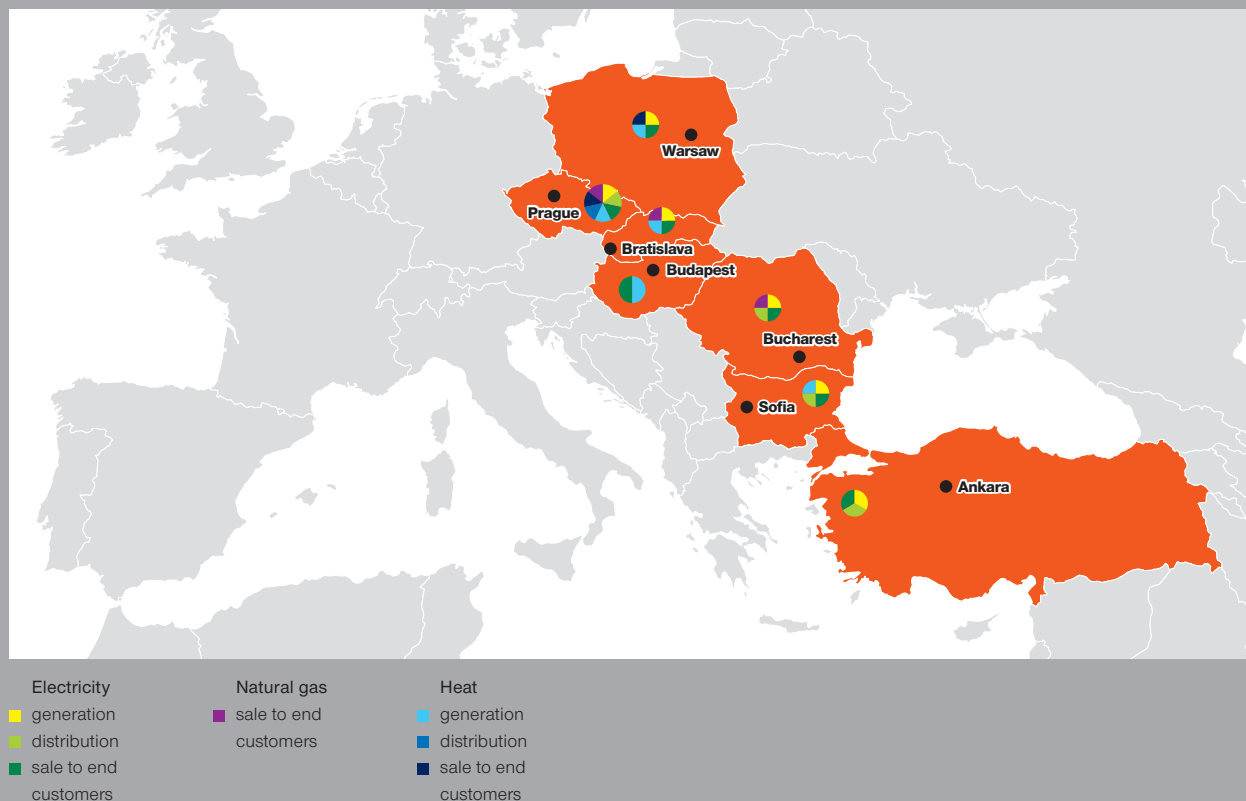 Warsaw
Prague
Bratislava
Budapest
Bucharest
Sofia
Ankara
Electricity
generation
distribution
sale to end
customers
Natural gas
sale to end
customers
Heat
generation
distribution
sale to end
customers